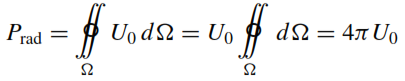 P_rad = ∯_Ω U_0 dΩ = U_0 ∯_Ω dΩ = 4π U_0